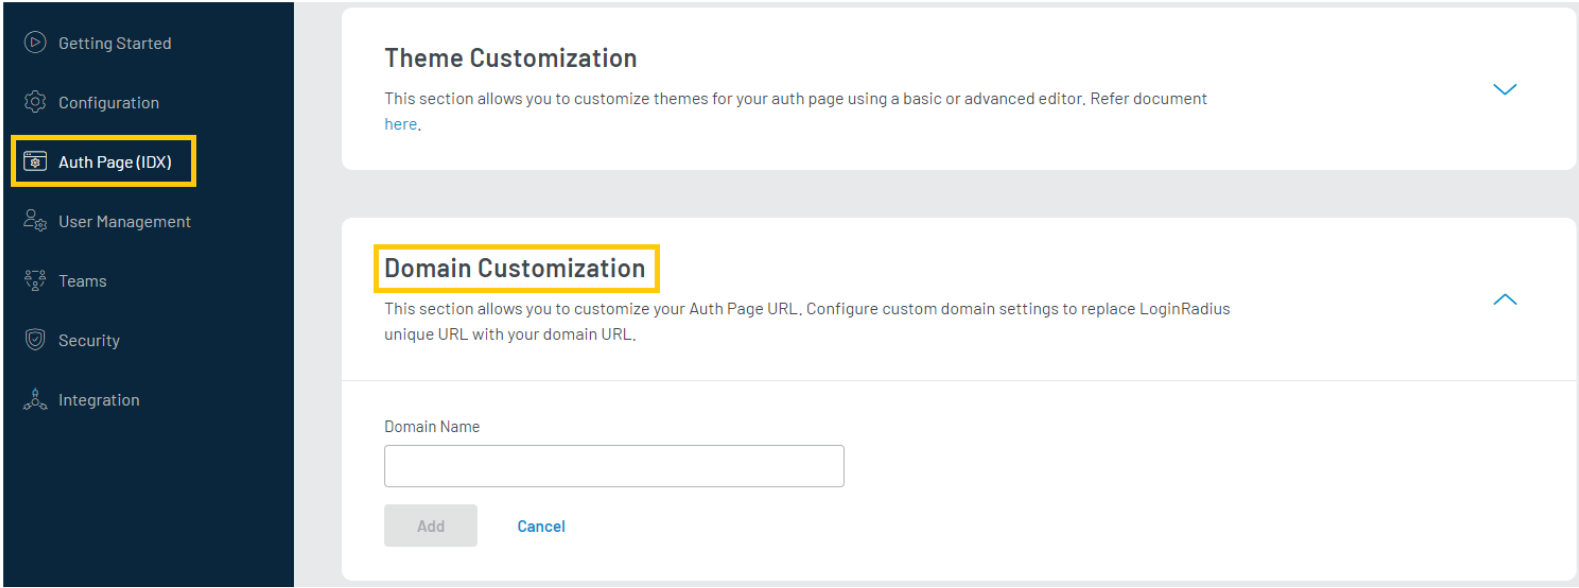 Getting Started
Configuration
Auth Page (IDX)
User Management
Teams
Security
Integration
Theme Customization
This section allows you to customize themes for your auth page using a basic or advanced editor. Refer document
here.
Domain Customization
This section allows you to customize your Auth Page URL. Configure custom domain settings to replace LoginRadius
unique URL with your domain URL.
Domain Name
Add
Cancel